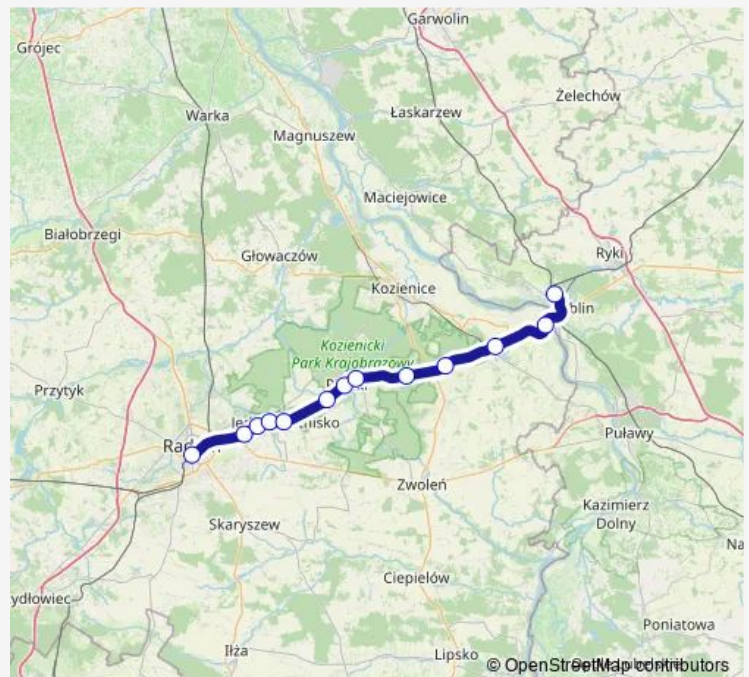 Garwolin
Grójec
Żelechów
Warka
Łaskarzew
Magnuszew
Maciejowice
Białobrzegi
Głowaczów
Ryki
Kozienice
blin
Kozienicki
Park Krajobrazowy
Przytyk
Puławy
Zwoleń
Kazimierz
Dolny
Skaryszew
Ciepielów
ydłowiec
Poniatowa
Iłża
Lipsko
© OpenStreetMap contributors